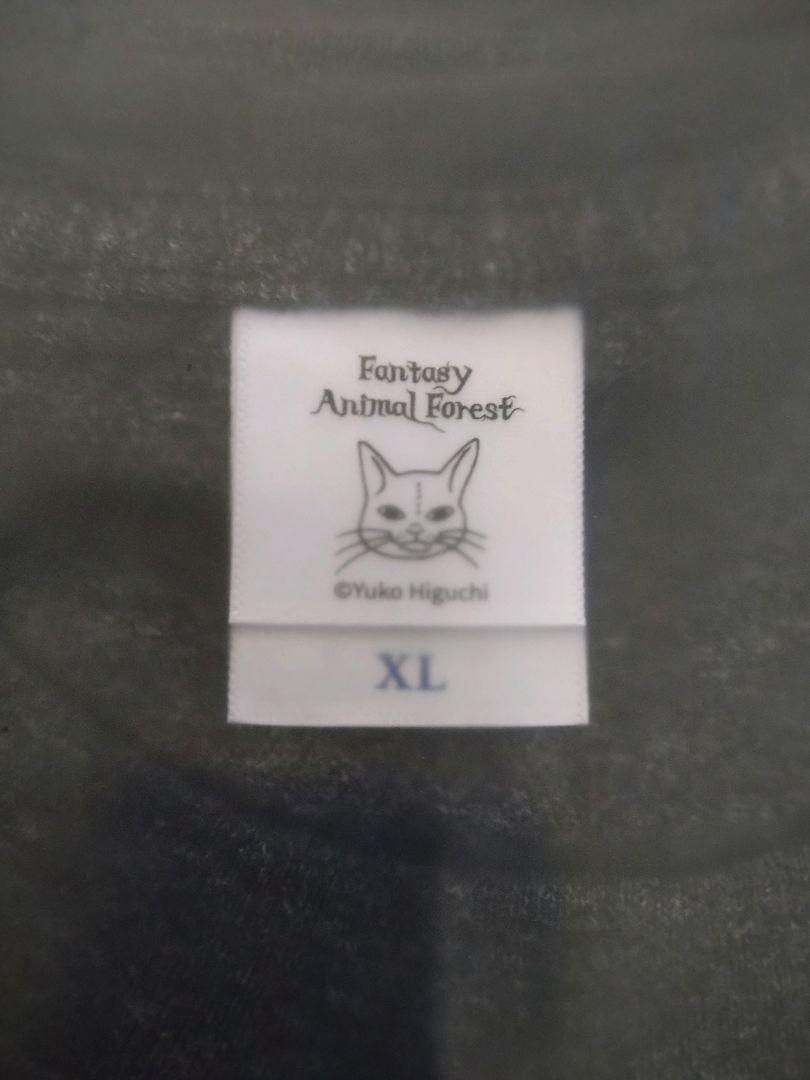 Fantasy
Animal Forest
©Yuko Higuchi
XL